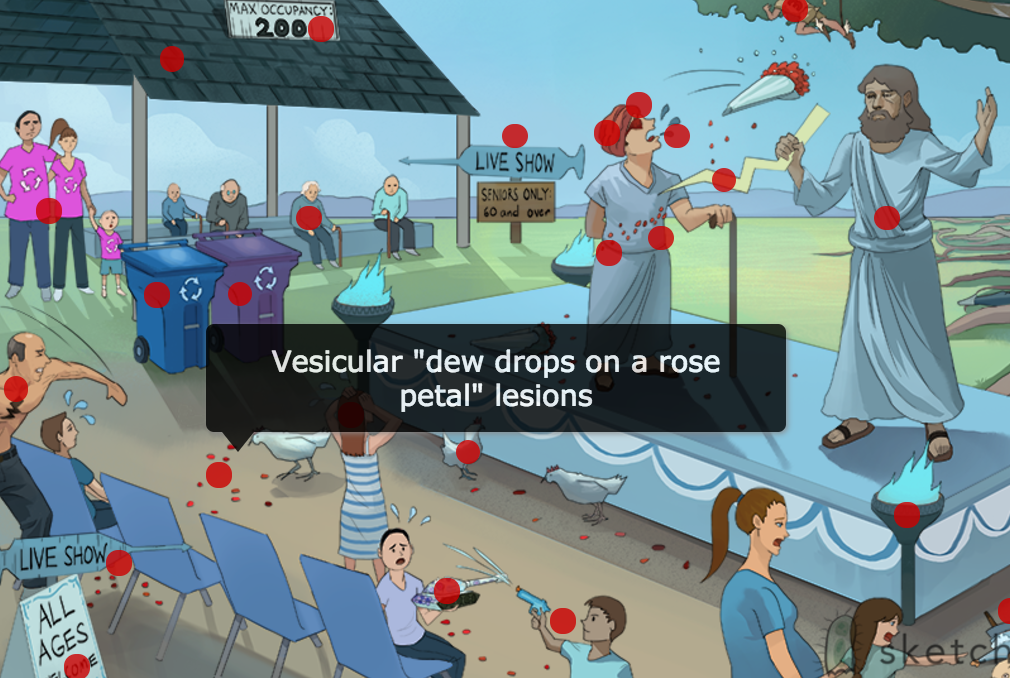 MAX OCCUPANCY:
200
LIVE SHOW
SENIORS ONLY:
60 and over
Vesicular "dew drops on a rose
petal" lesions
LIVE SHOW
ALL
AGES
sketch